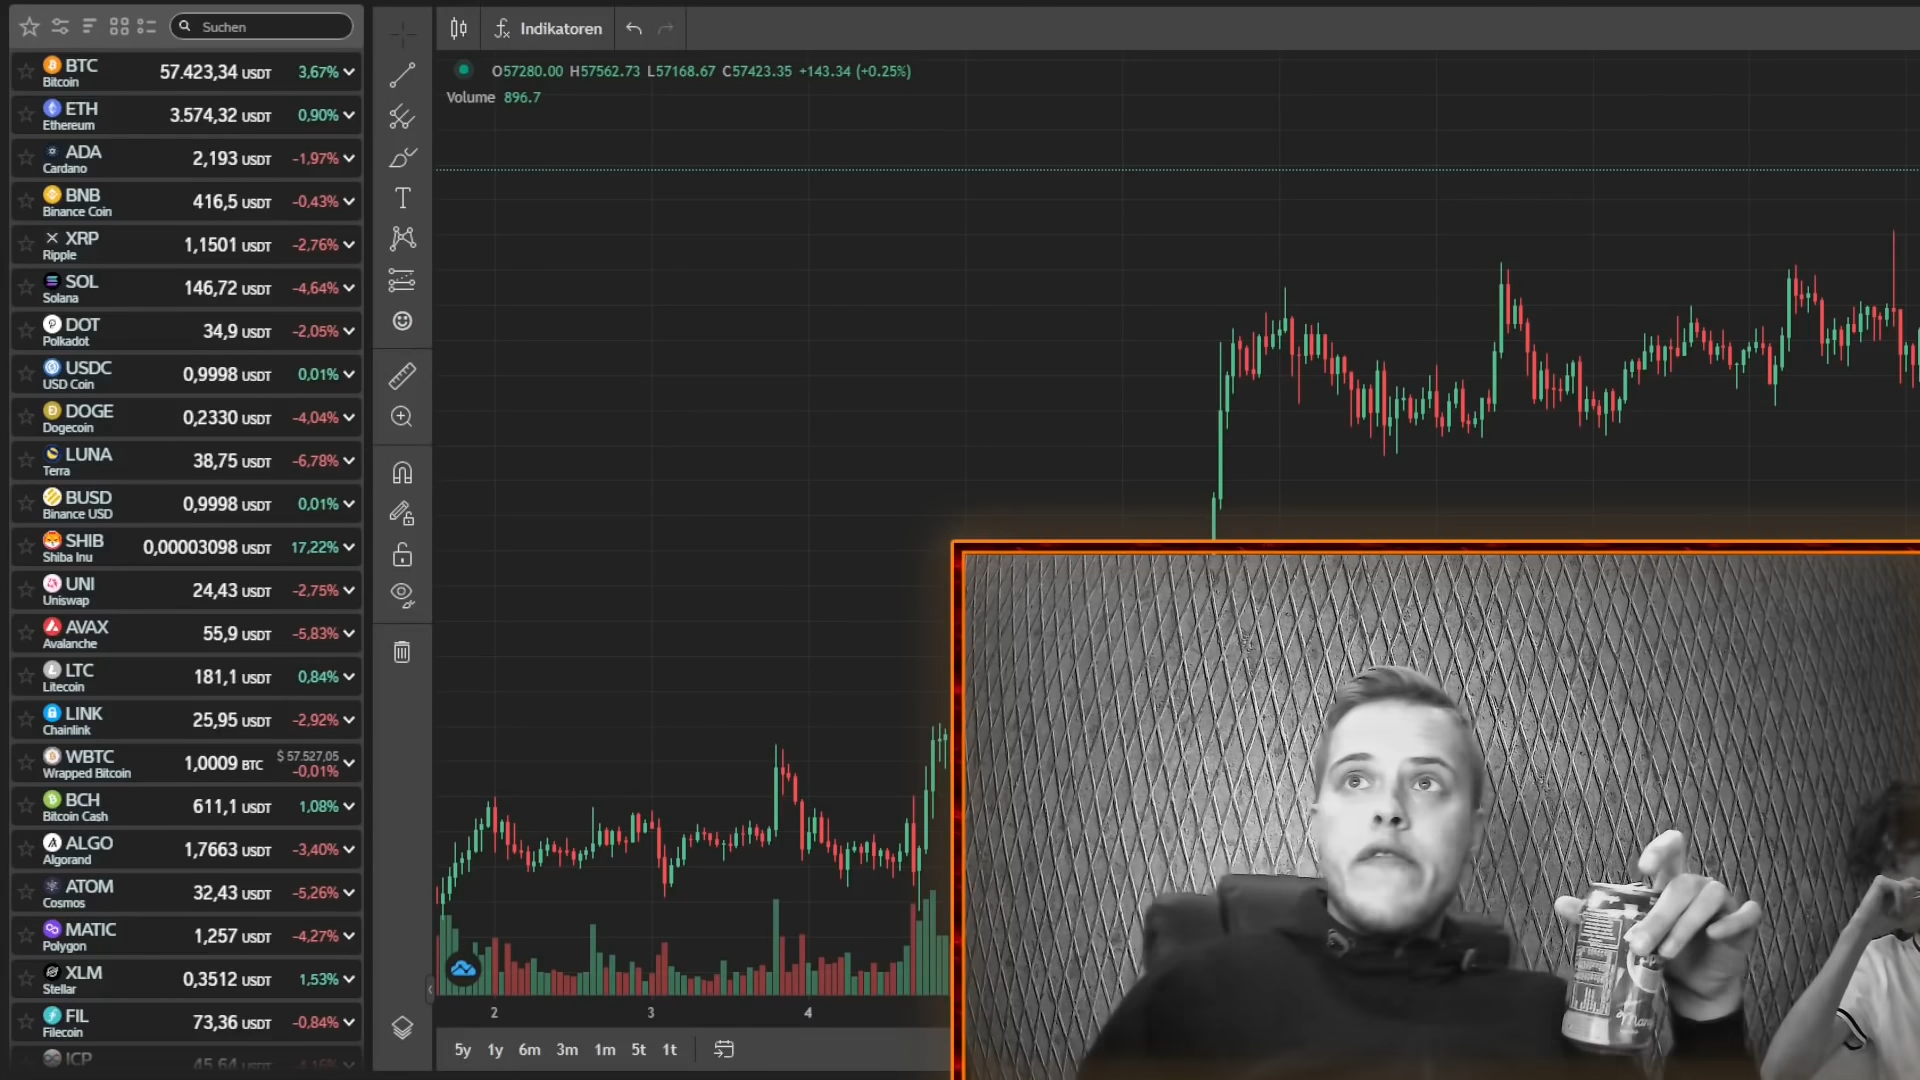 Suchen
BTC
Bitcoin
57.423,34 USDT
3,67%
ETH
Ethereum
3.574,32 USDT
0,90%
ADA
Cardano
2,193 USDT
-1,97%
BNB
Binance Coin
416,5 USDT
-0,43%
XRP
Ripple
1,1501 USDT
-2,76%
SOL
Solana
146,72 USDT
-4,64%
DOT
Polkadot
34,9 USDT
-2,05%
USDC
USD Coin
0,9998 USDT
0,01%
DOGE
Dogecoin
0,2330 USDT
-4,04%
LUNA
Terra
38,75 USDT
-6,78%
BUSD
Binance USD
0,9998 USDT
0,01%
SHIB
Shiba Inu
0,00003098 USDT
17,22%
UNI
Uniswap
24,43 USDT
-2,75%
AVAX
Avalanche
55,9 USDT
-5,83%
LTC
Litecoin
181,1 USDT
0,84%
LINK
Chainlink
25,95 USDT
-2,92%
WBTC
Wrapped Bitcoin
1,0009 BTC
$ 57.527,05
-0,01%
BCH
Bitcoin Cash
611,1 USDT
1,08%
ALGO
Algorand
1,7663 USDT
-3,40%
ATOM
Cosmos
32,43 USDT
-5,26%
MATIC
Polygon
1,257 USDT
-4,27%
XLM
Stellar
0,3512 USDT
1,53%
FIL
Filecoin
73,36 USDT
-0,84%
ICP
45,64 USDT
-4,16%
Indikatoren
O57280.00 H57562.73 L57168.67 C57423.35 +143.34 (+0.25%)
Volume 896.7
2 3 4
5y 1y 6m 3m 1m 5t 1t